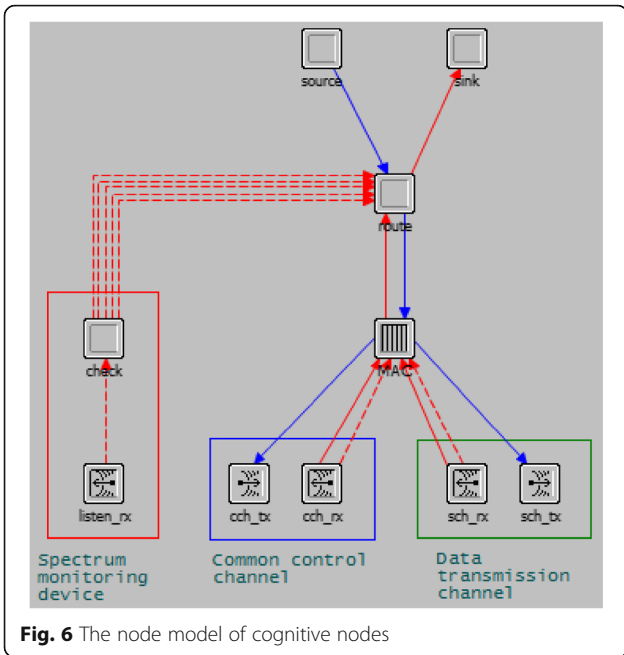 source
sink
route
check
MAC
listen_rx
cch_tx
cch_rx
sch_rx
sch_tx
Spectrum
monitoring
device
Common control
channel
Data
transmission
channel
Fig. 6 The node model of cognitive nodes